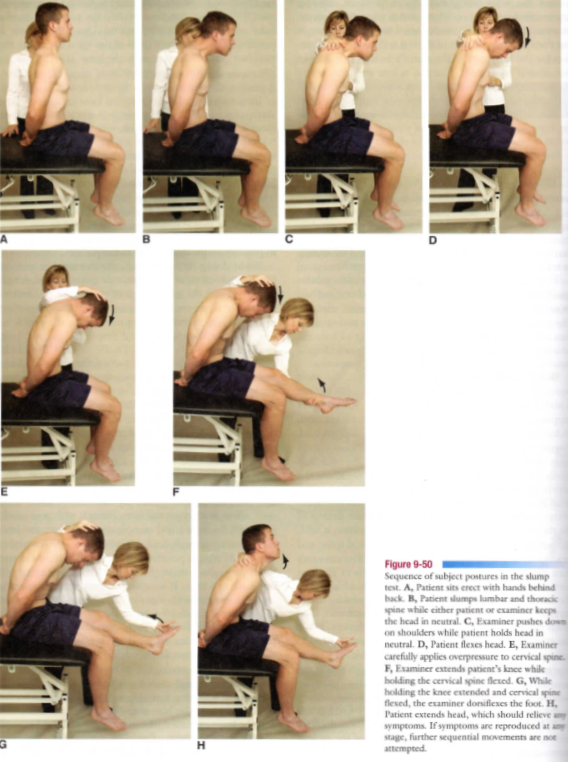 A
B
C
D
E
F
G
H
Figure 9-50
Sequence of subject postures in the slump
test. A, Patient sits erect with hands behind
back. B, Patient slumps lumbar and thoracic
spine while either patient or examiner keeps
the head in neutral. C, Examiner pushes down
on shoulders while patient holds head in
neutral. D, Patient flexes head. E, Examiner
carefully applies overpressure to cervical spine.
F, Examiner extends patient's knee while
holding the cervical spine flexed. G, While
holding the knee extended and cervical spine
flexed, the examiner dorsiflexes the foot. H,
Patient extends head, which should relieve any
symptoms. If symptoms are reproduced at any
stage, further sequential movements are not
attempted.